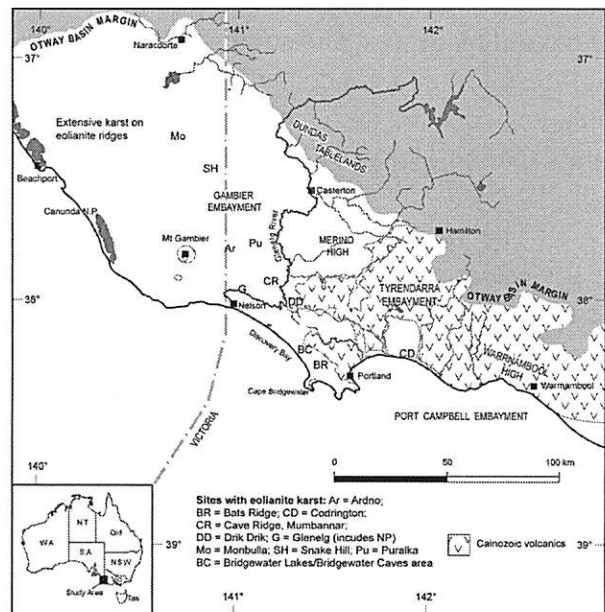 141°
142°
OTWAY BASIN MARGIN
37°
Naracoorte
37°
Extensive karst on
eolianite ridges
Mo
DUNDAS
TABLELANDS
SH
Casterton
140°
GAMBIER
EMBAYMENT
Beachport
Canunda N.P.
Glenelg River
Hamilton
MERINO
HIGH
Mt Gambier
Ar
Pu
CR
TYRENDARRA
EMBAYMENT
OTWAY BASIN MARGIN
G
38°
DD
38°
Nelson
WARRNAMBOOL
HIGH
Discovery Bay
BC
CD
BR
Portland
Warrnambool
Cape Bridgewater
VICTORIA
PORT CAMPBELL EMBAYMENT
140°
0
50
100 km
Sites with eolianite karst: Ar = Ardno;
BR = Bats Ridge; CD = Codrington;
CR = Cave Ridge, Mumbannar;
DD = Drik Drik; G = Glenelg (incudes NP)
Mo = Monbulla; SH = Snake Hill; Pu = Puralka
BC = Bridgewater Lakes/Bridgewater Caves area
Cainozoic volcanics
NT
Qld
WA
SA
NSW
Study Area
Tas
39°
39°
141°
142°